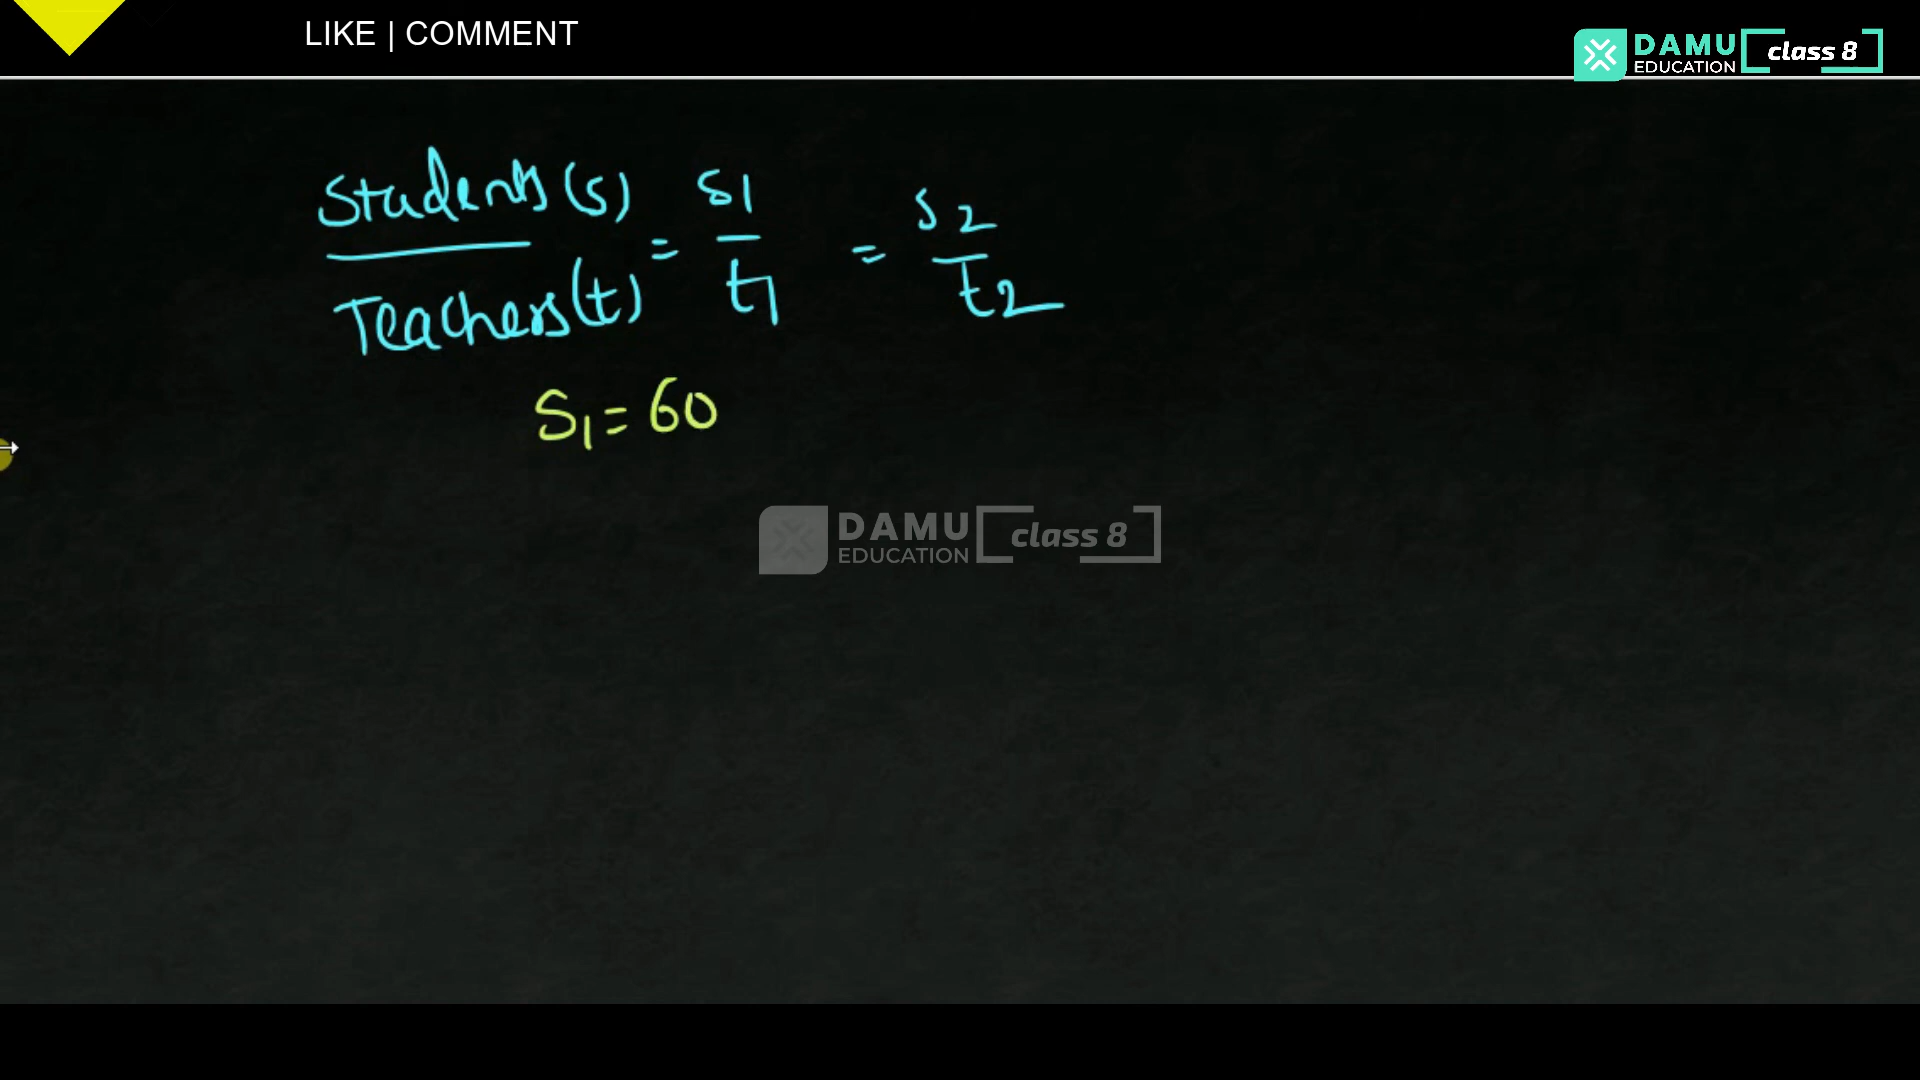 LIKE | COMMENT
DAMU EDUCATION class 8
Students (s) / Teachers (t) = s1 / t1 = s2 / t2
S1 = 60
DAMU EDUCATION class 8